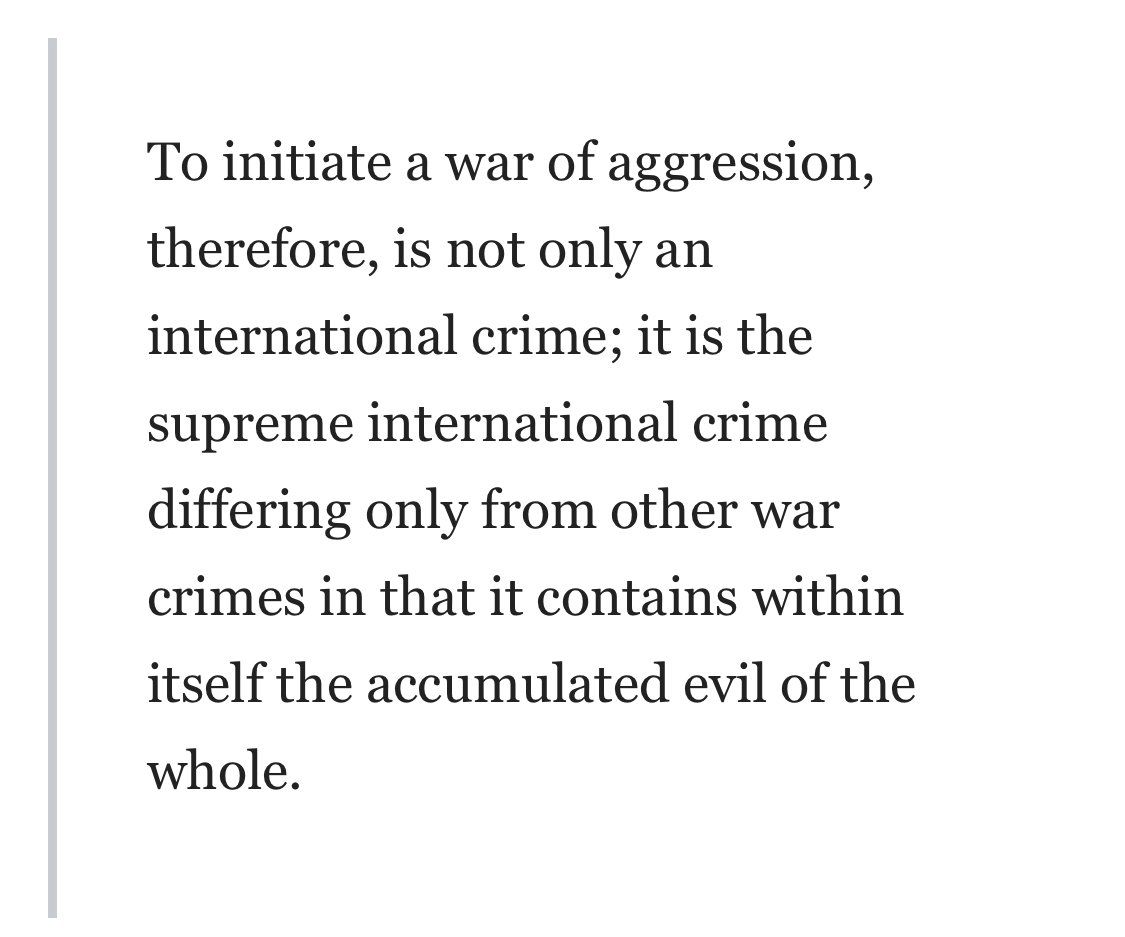 To initiate a war of aggression,
therefore, is not only an
international crime; it is the
supreme international crime
differing only from other war
crimes in that it contains within
itself the accumulated evil of the
whole.